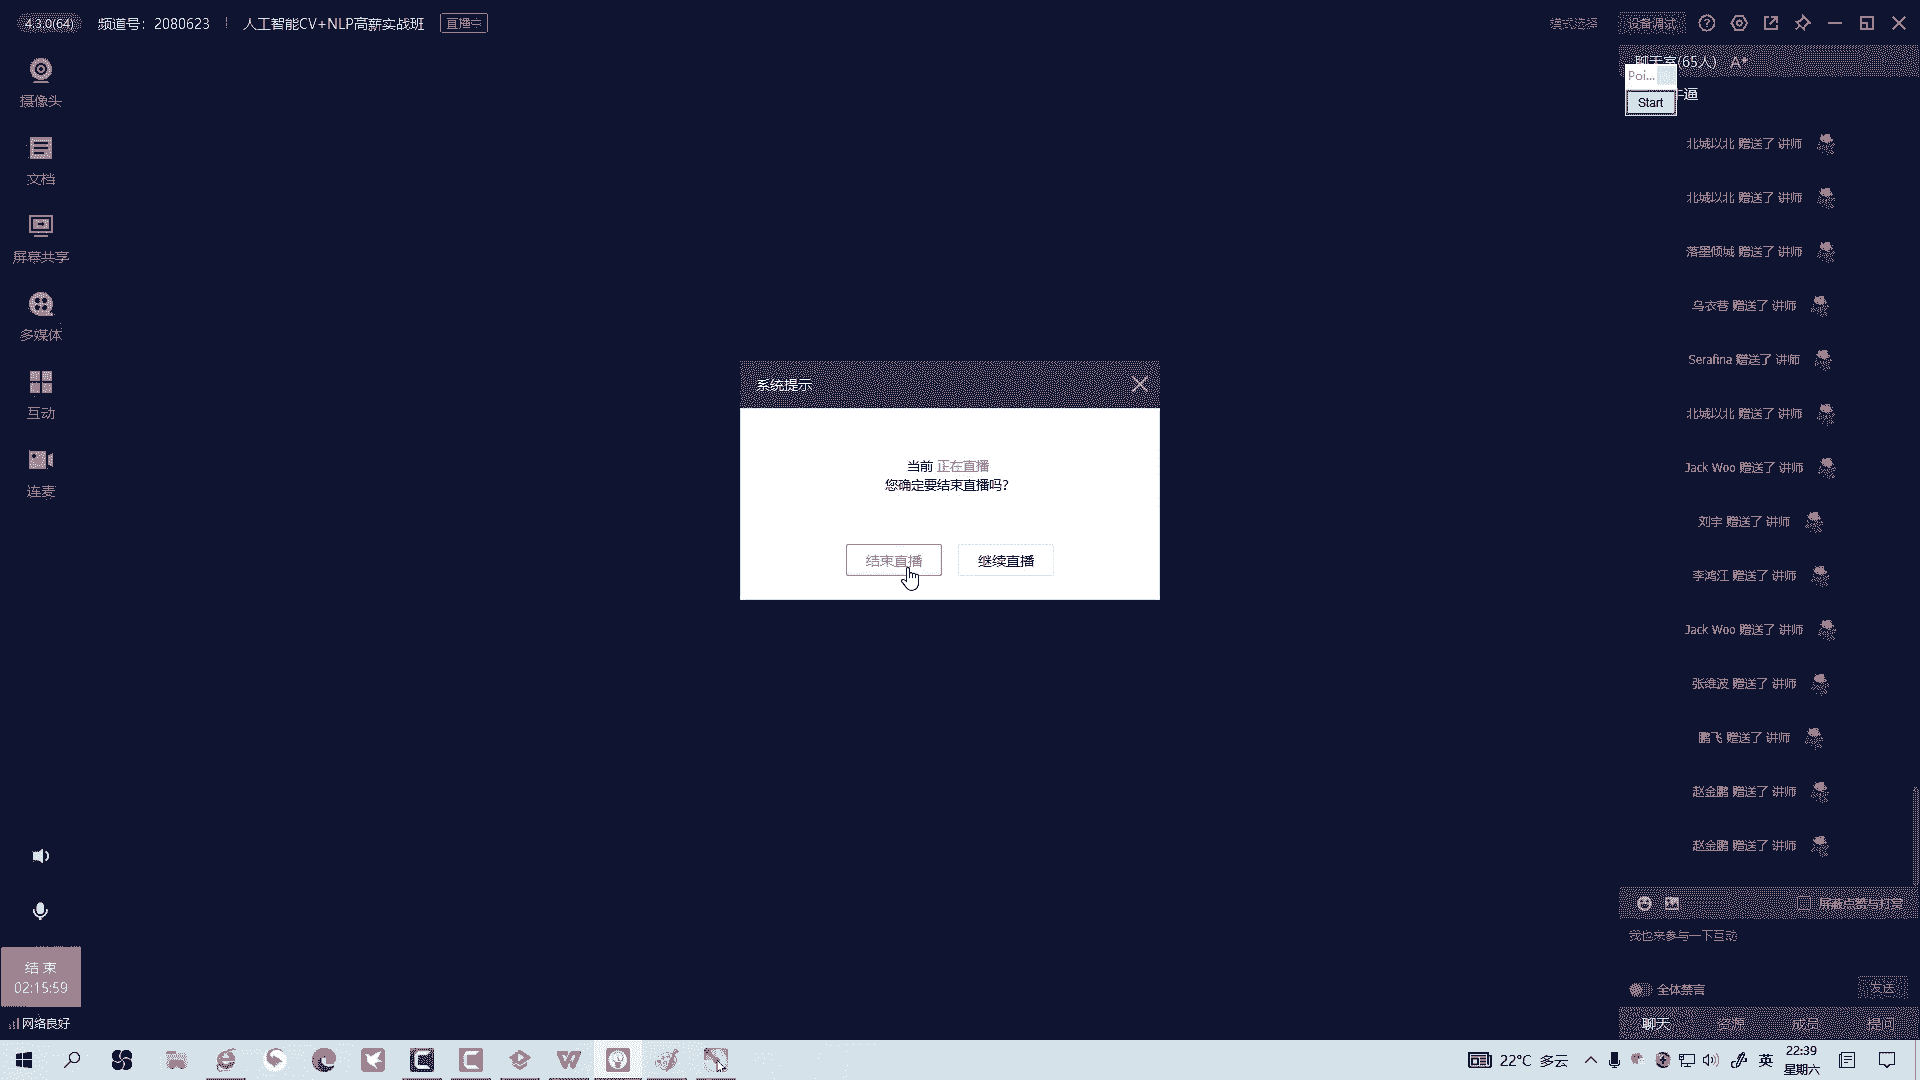 4.3.0(64) 频道号: 2080623 人工智能CV+NLP高薪实战班 直播中 模式选择 设备调试
摄像头
文档
屏幕共享
多媒体
互动
连麦
结 束
02:15:59
网络良好
系统提示
当前 正在直播
您确定要结束直播吗?
结束直播 继续直播
聊天室(65人) A+
Poi...
Start 逼
北城以北 赠送了 讲师
北城以北 赠送了 讲师
落墨倾城 赠送了 讲师
乌衣巷 赠送了 讲师
Serafina 赠送了 讲师
北城以北 赠送了 讲师
Jack Woo 赠送了 讲师
刘宇 赠送了 讲师
李鸿江 赠送了 讲师
Jack Woo 赠送了 讲师
张维波 赠送了 讲师
鹏飞 赠送了 讲师
赵金鹏 赠送了 讲师
赵金鹏 赠送了 讲师
屏蔽点赞与打赏
我也来参与一下互动
全体禁言 发送
聊天 资源 成员 提问
22°C 多云 英 22:39
星期六